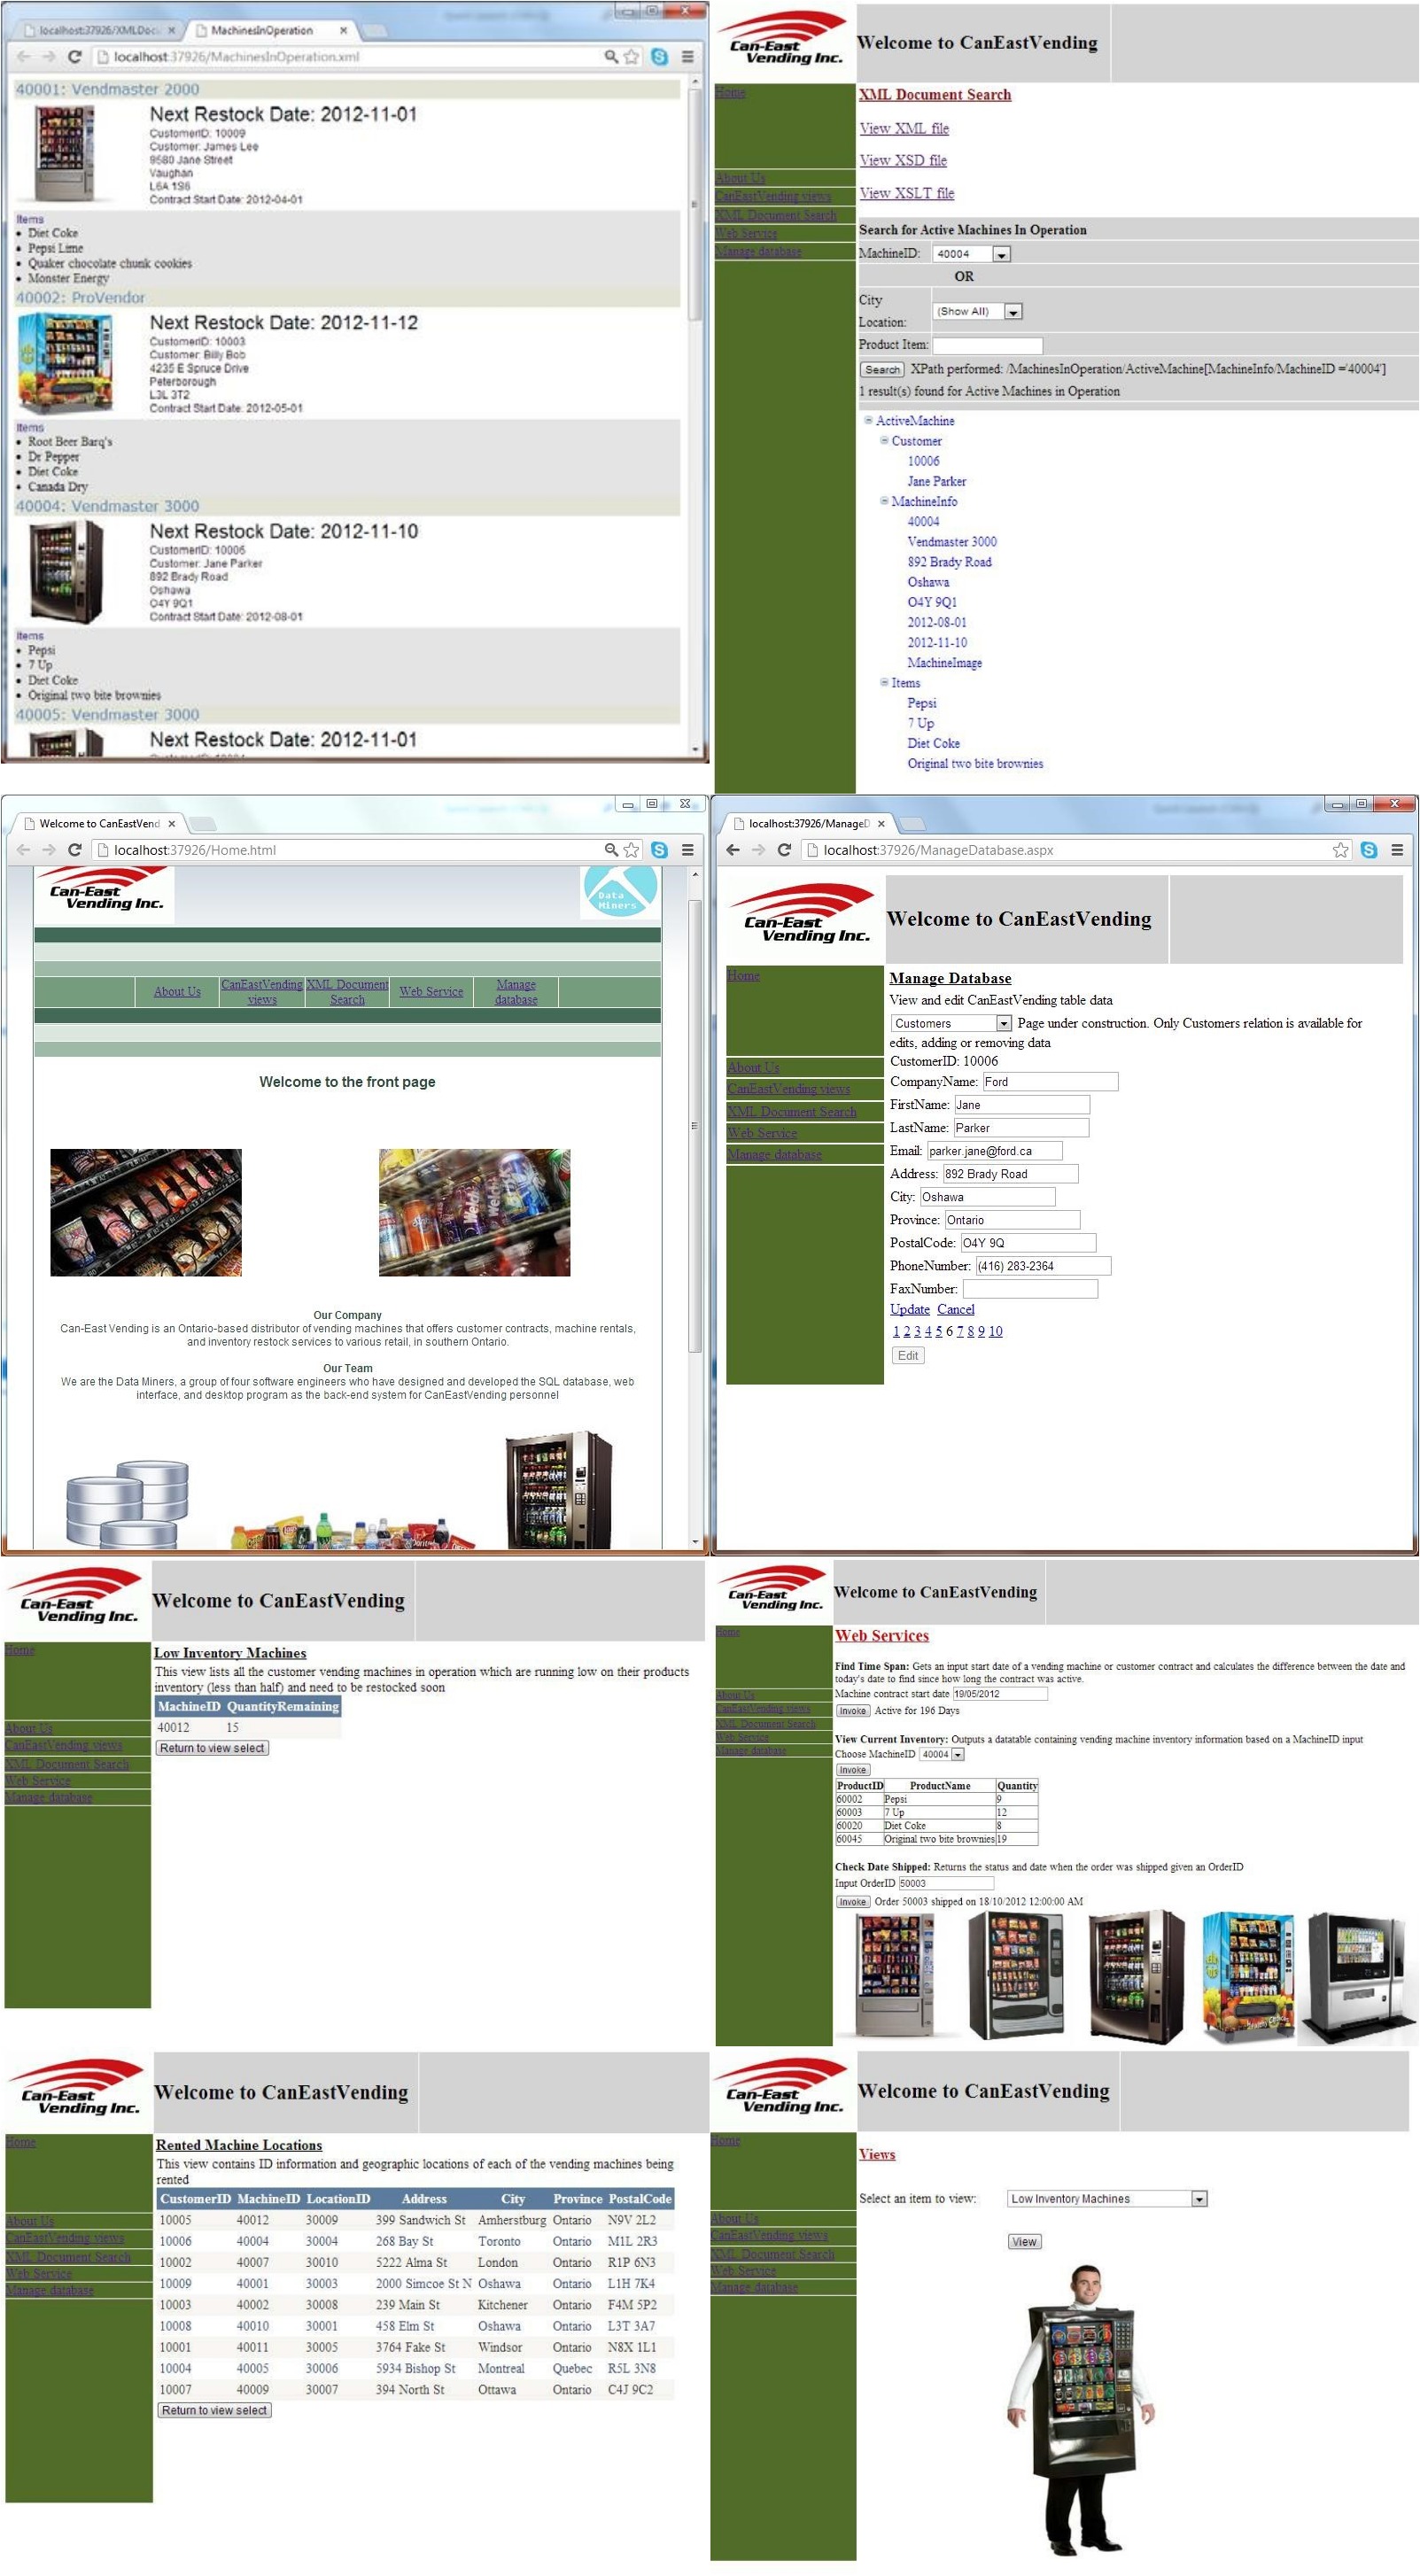 localhost:37926/XMLDoc
MachinesInOperation
localhost:37926/MachinesInOperation.xml
40001: Vendmaster 2000
Next Restock Date: 2012-11-01
CustomerID: 10009
Customer: James Lee
9580 Jane Street
Vaughan
L6A 1S6
Contract Start Date: 2012-04-01
Items
• Diet Coke
• Pepsi Lime
• Quaker chocolate chunk cookies
• Monster Energy
40002: ProVendor
Next Restock Date: 2012-11-12
CustomerID: 10003
Customer: Billy Bob
4235 E Spruce Drive
Peterborough
L3L 3T2
Contract Start Date: 2012-05-01
Items
• Root Beer Barq's
• Dr Pepper
• Diet Coke
• Canada Dry
40004: Vendmaster 3000
Next Restock Date: 2012-11-10
CustomerID: 10006
Customer: Jane Parker
892 Brady Road
Oshawa
O4Y 9Q1
Contract Start Date: 2012-08-01
Items
• Pepsi
• 7 Up
• Diet Coke
• Original two bite brownies
40005: Vendmaster 3000
Next Restock Date: 2012-11-01
Can-East
Vending Inc.
Welcome to CanEastVending
Home
About Us
CanEastVending views
XML Document Search
Web Service
Manage database
XML Document Search
View XML file
View XSD file
View XSLT file
Search for Active Machines In Operation
MachineID: 40004
OR
City
Location: (Show All)
Product Item:
Search XPath performed: /MachinesInOperation/ActiveMachine[MachineInfo/MachineID ='40004']
1 result(s) found for Active Machines in Operation
ActiveMachine
Customer
10006
Jane Parker
MachineInfo
40004
Vendmaster 3000
892 Brady Road
Oshawa
O4Y 9Q1
2012-08-01
2012-11-10
MachineImage
Items
Pepsi
7 Up
Diet Coke
Original two bite brownies
Welcome to CanEastVend
localhost:37926/Home.html
Can-East
Vending Inc.
Data
Miners
About Us
CanEastVending views
XML Document Search
Web Service
Manage database
Welcome to the front page
Our Company
Can-East Vending is an Ontario-based distributor of vending machines that offers customer contracts, machine rentals,
and inventory restock services to various retail, in southern Ontario.
Our Team
We are the Data Miners, a group of four software engineers who have designed and developed the SQL database, web
interface, and desktop program as the back-end system for CanEastVending personnel
localhost:37926/ManageD
localhost:37926/ManageDatabase.aspx
Can-East
Vending Inc.
Welcome to CanEastVending
Home
About Us
CanEastVending views
XML Document Search
Web Service
Manage database
Manage Database
View and edit CanEastVending table data
Customers Page under construction. Only Customers relation is available for
edits, adding or removing data
CustomerID: 10006
CompanyName: Ford
FirstName: Jane
LastName: Parker
Email: parker.jane@ford.ca
Address: 892 Brady Road
City: Oshawa
Province: Ontario
PostalCode: O4Y 9Q
PhoneNumber: (416) 283-2364
FaxNumber:
Update Cancel
1 2 3 4 5 6 7 8 9 10
Edit
Can-East
Vending Inc.
Welcome to CanEastVending
Home
About Us
CanEastVending views
XML Document Search
Web Service
Manage database
Low Inventory Machines
This view lists all the customer vending machines in operation which are running low on their products
inventory (less than half) and need to be restocked soon
MachineID QuantityRemaining
40012 15
Return to view select
Can-East
Vending Inc.
Welcome to CanEastVending
Home
About Us
CanEastVending views
XML Document Search
Web Service
Manage database
Web Services
Find Time Span: Gets an input start date of a vending machine or customer contract and calculates the difference between the date and
today's date to find since how long the contract was active.
Machine contract start date 19/05/2012
Invoke Active for 196 Days
View Current Inventory: Outputs a datatable containing vending machine inventory information based on a MachineID input
Choose MachineID 40004
Invoke
ProductID ProductName Quantity
60002 Pepsi 9
60003 7 Up 12
60020 Diet Coke 8
60045 Original two bite brownies 19
Check Date Shipped: Returns the status and date when the order was shipped given an OrderID
Input OrderID 50003
Invoke Order 50003 shipped on 18/10/2012 12:00:00 AM
Can-East
Vending Inc.
Welcome to CanEastVending
Home
About Us
CanEastVending views
XML Document Search
Web Service
Manage database
Rented Machine Locations
This view contains ID information and geographic locations of each of the vending machines being
rented
CustomerID MachineID LocationID Address City Province PostalCode
10005 40012 30009 399 Sandwich St Amherstburg Ontario N9V 2L2
10006 40004 30004 268 Bay St Toronto Ontario M1L 2R3
10002 40007 30010 5222 Alma St London Ontario R1P 6N3
10009 40001 30003 2000 Simcoe St N Oshawa Ontario L1H 7K4
10003 40002 30008 239 Main St Kitchener Ontario F4M 5P2
10008 40010 30001 458 Elm St Oshawa Ontario L3T 3A7
10001 40011 30005 3764 Fake St Windsor Ontario N8X 1L1
10004 40005 30006 5934 Bishop St Montreal Quebec R5L 3N8
10007 40009 30007 394 North St Ottawa Ontario C4J 9C2
Return to view select
Can-East
Vending Inc.
Welcome to CanEastVending
Home
About Us
CanEastVending views
XML Document Search
Web Service
Manage database
Views
Select an item to view: Low Inventory Machines
View